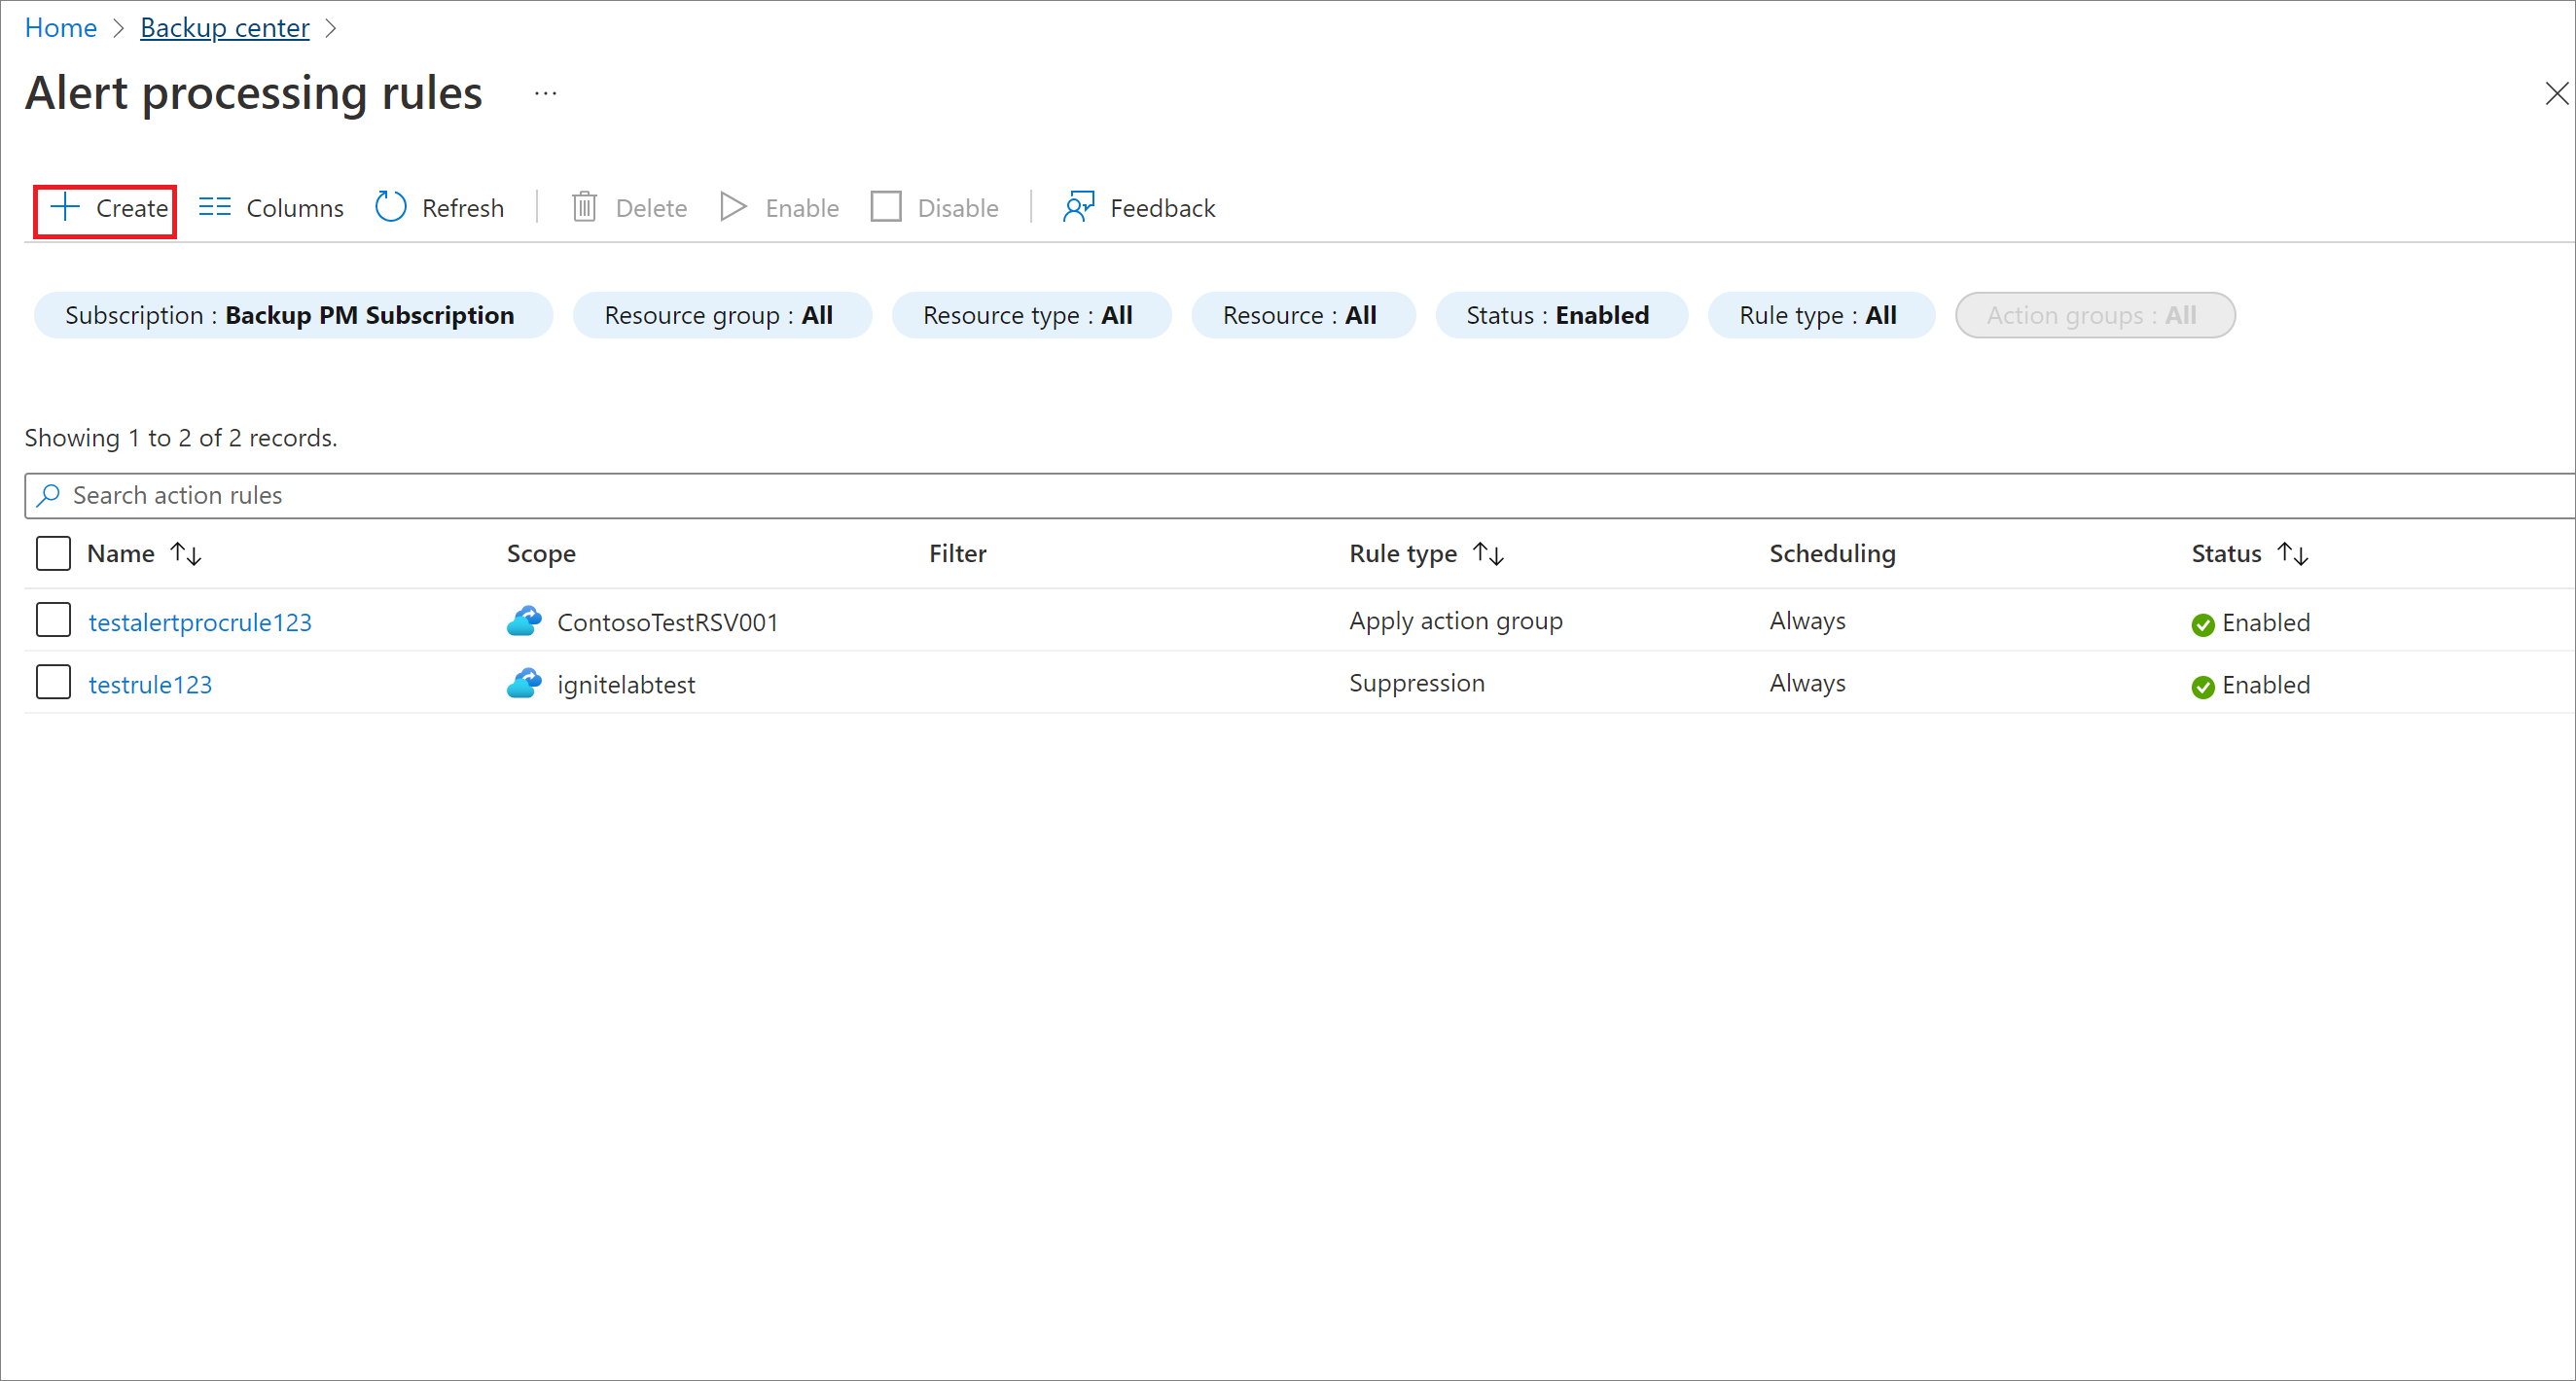 Home > Backup center >
Alert processing rules ...
Create Columns Refresh Delete Enable Disable Feedback
Subscription : Backup PM Subscription Resource group : All Resource type : All Resource : All Status : Enabled Rule type : All Action groups : All
Showing 1 to 2 of 2 records.
Search action rules
Name Scope Filter Rule type Scheduling Status
testalertprocrule123 ContosoTestRSV001 Apply action group Always Enabled
testrule123 ignitelabtest Suppression Always Enabled